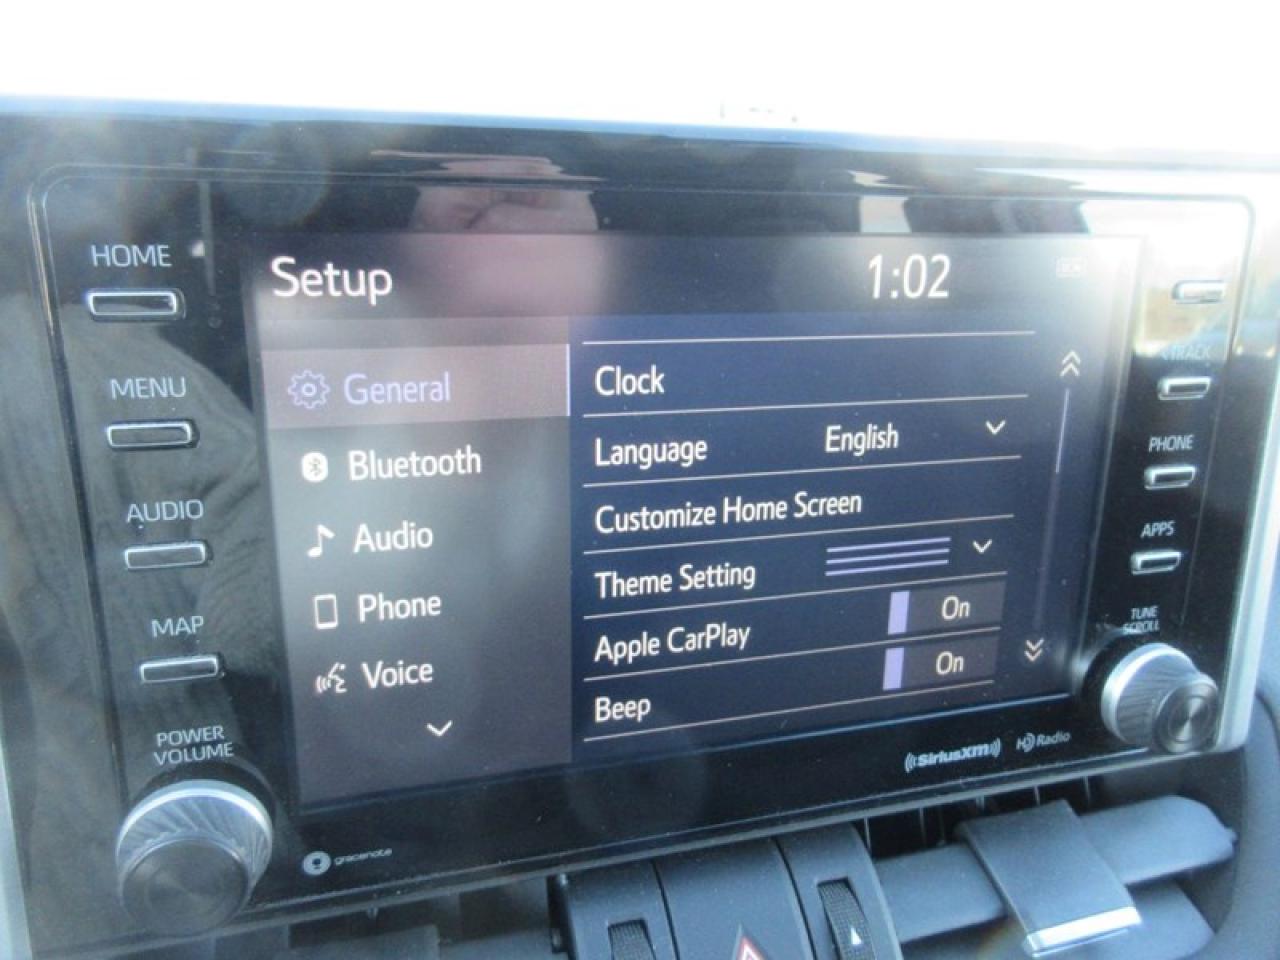 HOME
MENU
AUDIO
MAP
POWER
VOLUME
gracenote
Setup
1:02
General
Bluetooth
Audio
Phone
Voice
Clock
Language English
Customize Home Screen
Theme Setting
Apple CarPlay On
Beep On
TRACK
PHONE
APPS
TUNE
SCROLL
SiriusXM
HD Radio